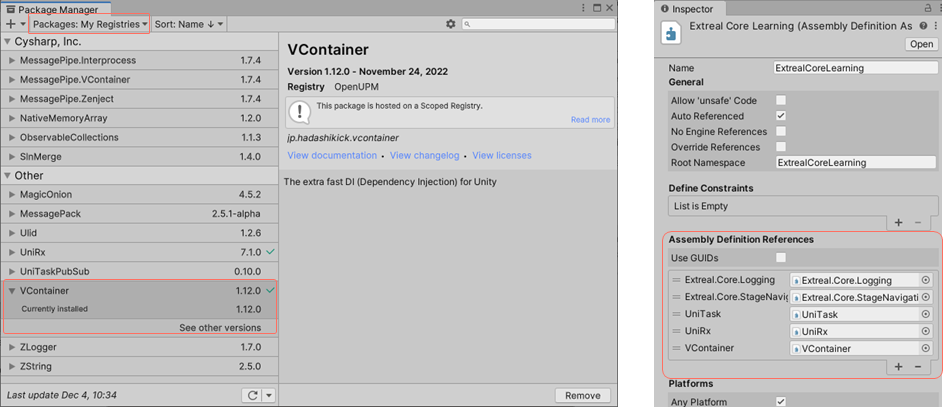 Package Manager
Packages: My Registries
Sort: Name ↓
Cysharp, Inc.
MessagePipe.Interprocess 1.7.4
MessagePipe.VContainer 1.7.4
MessagePipe.Zenject 1.7.4
NativeMemoryArray 1.2.0
ObservableCollections 1.1.3
SlnMerge 1.4.0
Other
MagicOnion 4.5.2
MessagePack 2.5.1-alpha
Ulid 1.2.6
UniRx 7.1.0
UniTaskPubSub 0.10.0
VContainer 1.12.0
Currently installed 1.12.0
See other versions
ZLogger 1.7.0
ZString 2.5.0
Last update Dec 4, 10:34
VContainer
Version 1.12.0 - November 24, 2022
Registry OpenUPM
This package is hosted on a Scoped Registry.
Read more
jp.hadashikick.vcontainer
View documentation • View changelog • View licenses
The extra fast DI (Dependency Injection) for Unity
Remove
Inspector
Extreal Core Learning (Assembly Definition As
Open
Name ExtrealCoreLearning
General
Allow 'unsafe' Code
Auto Referenced
No Engine References
Override References
Root Namespace ExtrealCoreLearning
Define Constraints
List is Empty
Assembly Definition References
Use GUIDs
Extreal.Core.Logging Extreal.Core.Logging
Extreal.Core.StageNavig Extreal.Core.StageNavigati
UniTask UniTask
UniRx UniRx
VContainer VContainer
Platforms
Any Platform